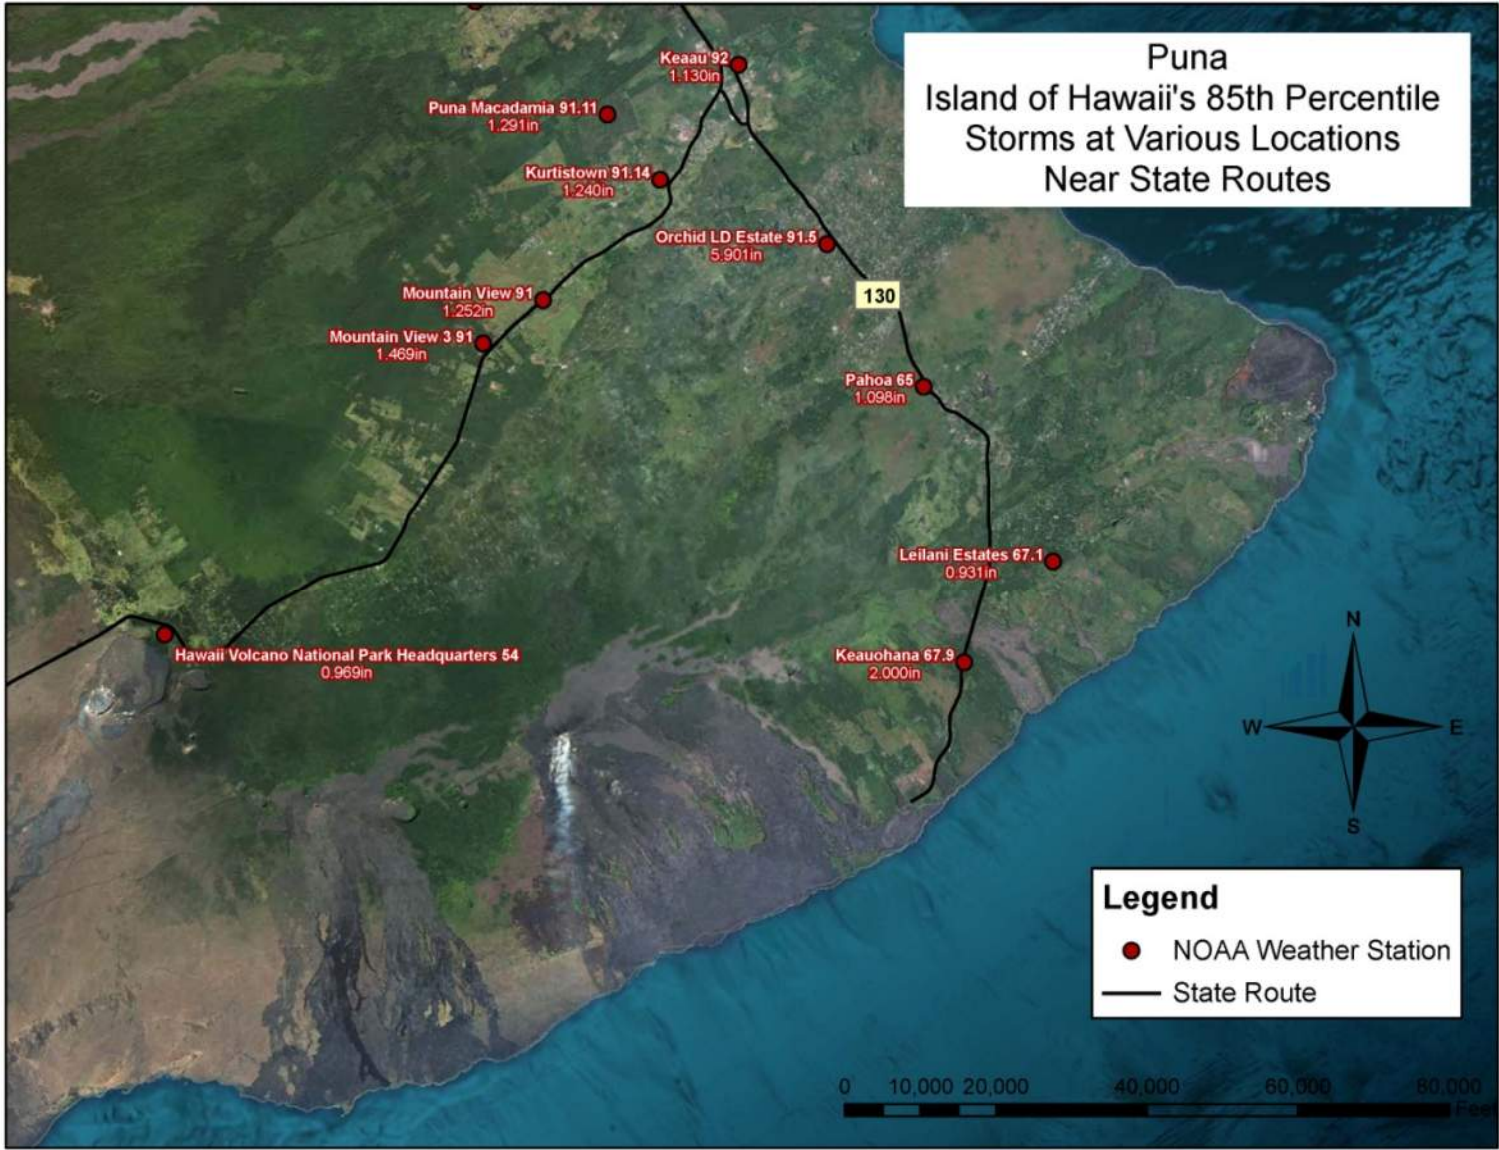 Puna
Island of Hawaii's 85th Percentile
Storms at Various Locations
Near State Routes
Keaau 92
1.130in
Puna Macadamia 91.11
1.291in
Kurtistown 91.14
1.240in
Orchid LD Estate 91.5
5.901in
130
Mountain View 91
1.252in
Mountain View 3 91
1.469in
Pahoa 65
1.098in
Leilani Estates 67.1
0.931in
Hawaii Volcano National Park Headquarters 54
0.969in
Keauohana 67.9
2.000in
N
W E
S
Legend
NOAA Weather Station
State Route
0 10,000 20,000 40,000 60,000 80,000
Feet